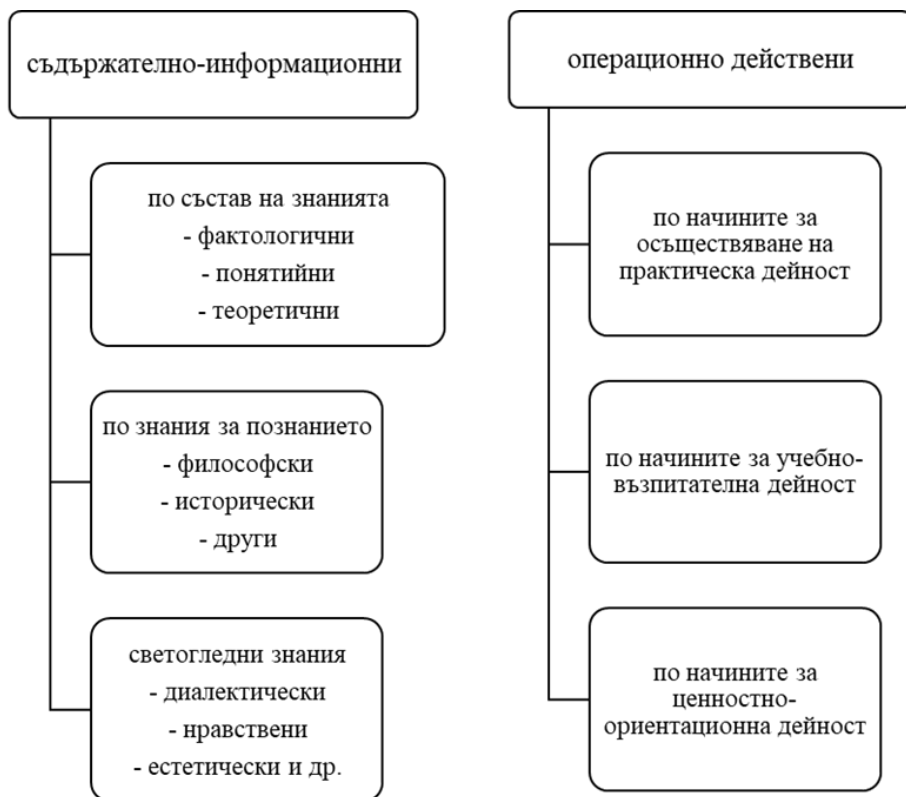 съдържателно-информационни
по състав на знанията
- фактологични
- понятийни
- теоретични
по знания за познанието
- философски
- исторически
- други
светогледни знания
- диалектически
- нравствени
- естетически и др.
операционно действени
по начините за
осъществяване на
практическа дейност
по начините за учебно-
възпитателна дейност
по начините за
ценностно-
ориентационна дейност